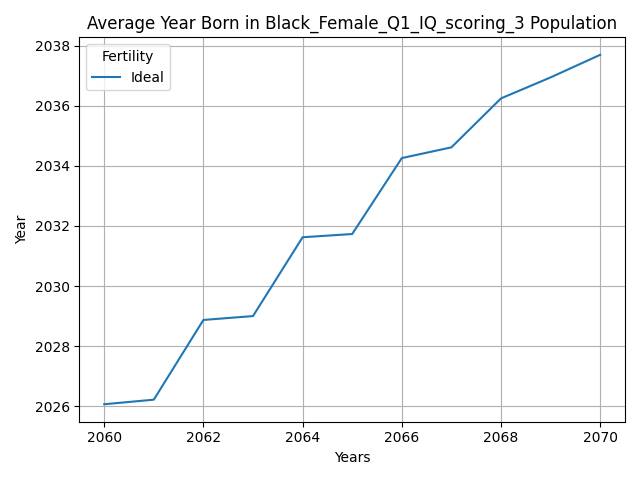 Average Year Born in Black_Female_Q1_IQ_scoring_3 Population
Fertility
Ideal
2038
2036
2034
2032
2030
2028
2026
Year
2060 2062 2064 2066 2068 2070
Years